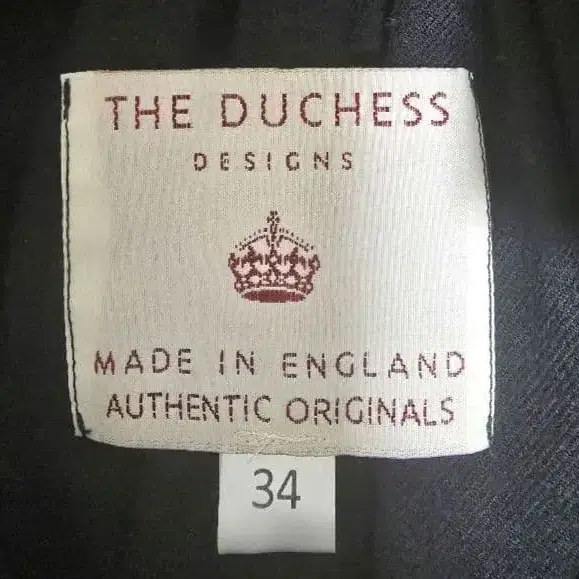 THE DUCHESS
DESIGNS
MADE IN ENGLAND
AUTHENTIC ORIGINALS
34